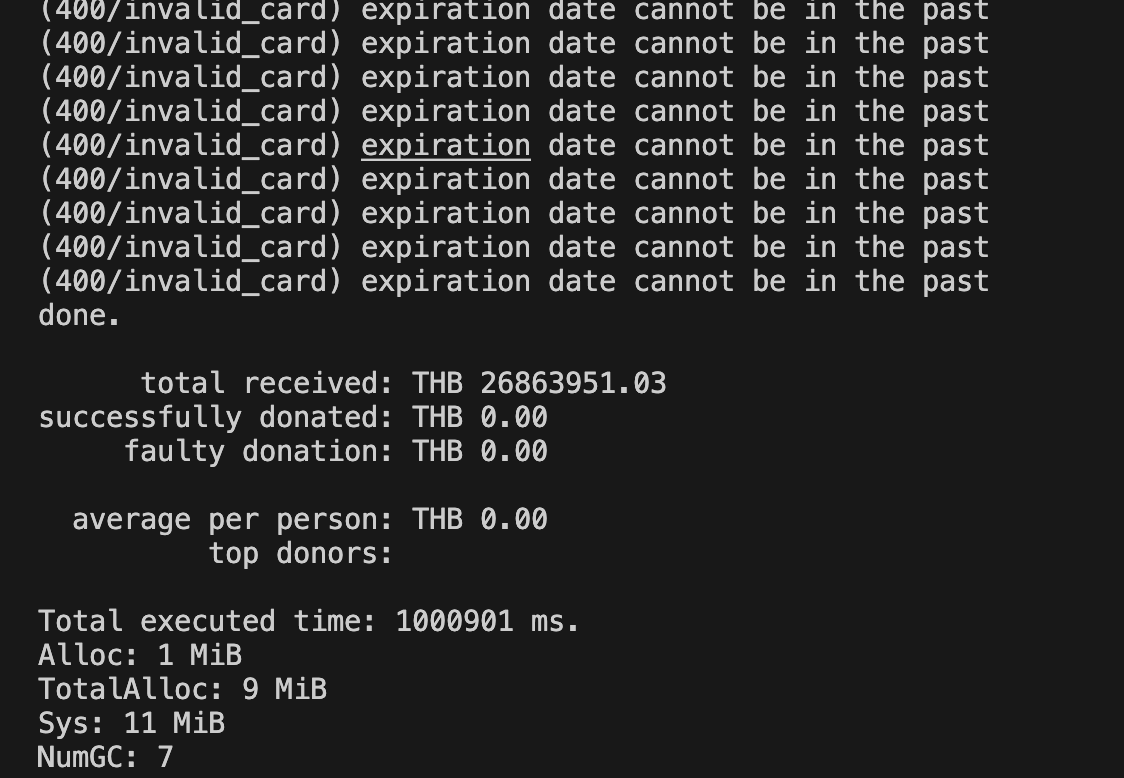 (400/invalid_card) expiration date cannot be in the past
(400/invalid_card) expiration date cannot be in the past
(400/invalid_card) expiration date cannot be in the past
(400/invalid_card) expiration date cannot be in the past
(400/invalid_card) expiration date cannot be in the past
(400/invalid_card) expiration date cannot be in the past
(400/invalid_card) expiration date cannot be in the past
(400/invalid_card) expiration date cannot be in the past
(400/invalid_card) expiration date cannot be in the past
done.
total received: THB 26863951.03
successfully donated: THB 0.00
faulty donation: THB 0.00
average per person: THB 0.00
top donors:
Total executed time: 1000901 ms.
Alloc: 1 MiB
TotalAlloc: 9 MiB
Sys: 11 MiB
NumGC: 7